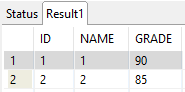 Status Result1
ID NAME GRADE
1 1 1 90
2 2 2 85